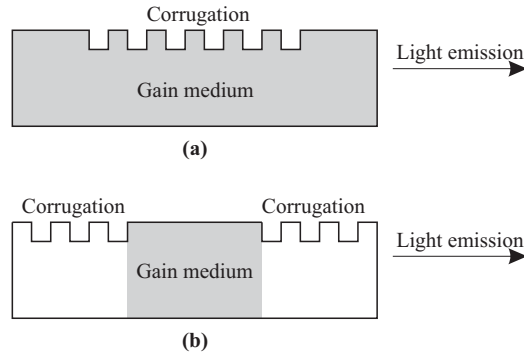 Corrugation
Light emission
Gain medium
(a)
Corrugation
Corrugation
Light emission
Gain medium
(b)